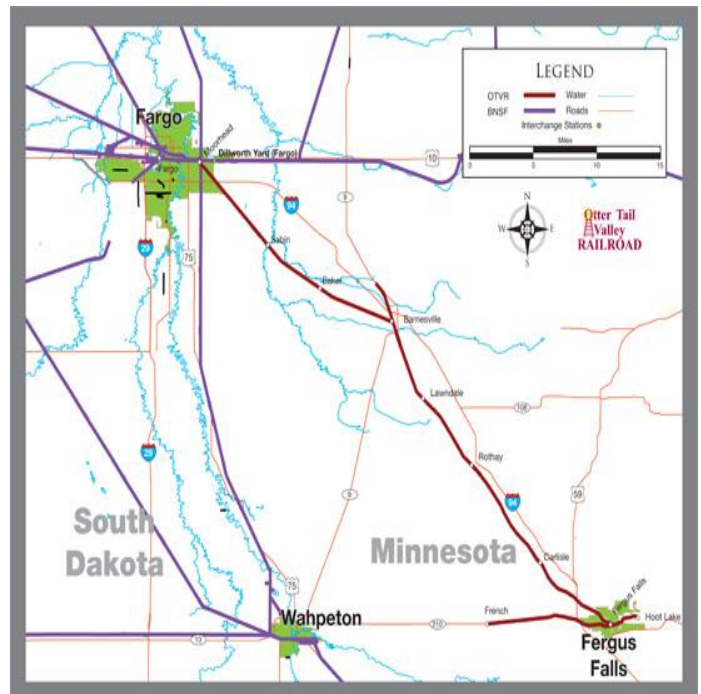 Fargo
Moorhead
Dillworth Yard (Fargo)
Fargo
LEGEND
OTVR
Water
BNSF
Roads
Interchange Stations
Miles
0
5
10
15
10
9
94
N
W
E
S
Otter Tail
Valley
RAILROAD
29
75
Sabin
Baker
Barnesville
Lawndale
108
Rothay
29
9
94
59
South
Dakota
Minnesota
Carlisle
75
Wahpeton
French
210
Fergus Falls
Hoot Lake
13
Fergus
Falls